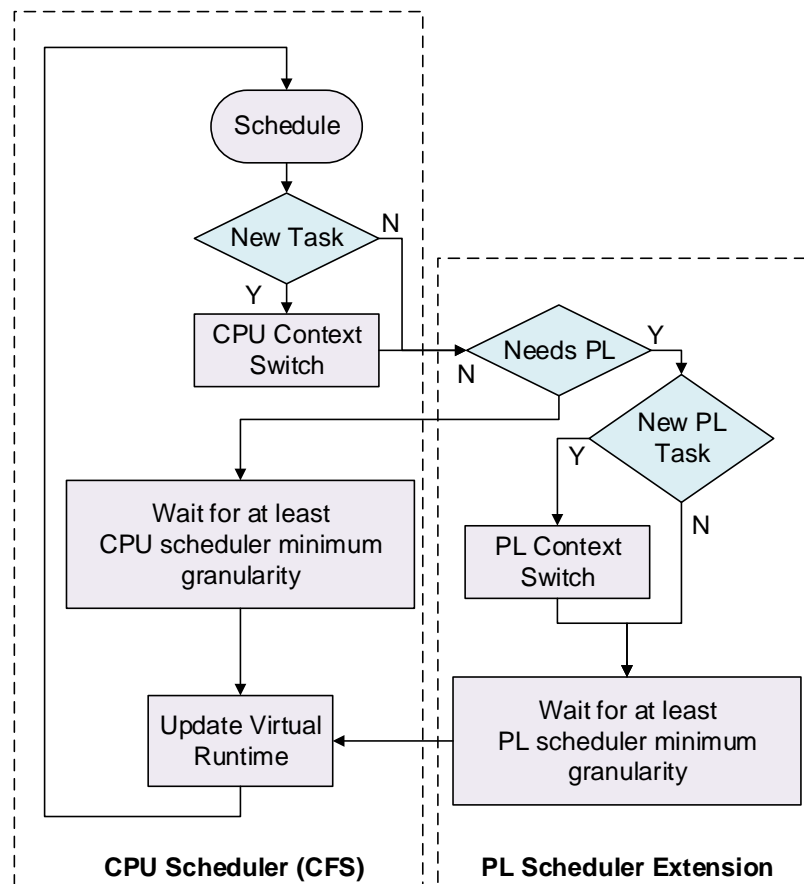 Schedule
New Task
N
Y
CPU Context
Switch
Needs PL
Y
N
New PL
Task
Y
N
Wait for at least
CPU scheduler minimum
granularity
PL Context
Switch
Update Virtual
Runtime
Wait for at least
PL scheduler minimum
granularity
CPU Scheduler (CFS)
PL Scheduler Extension